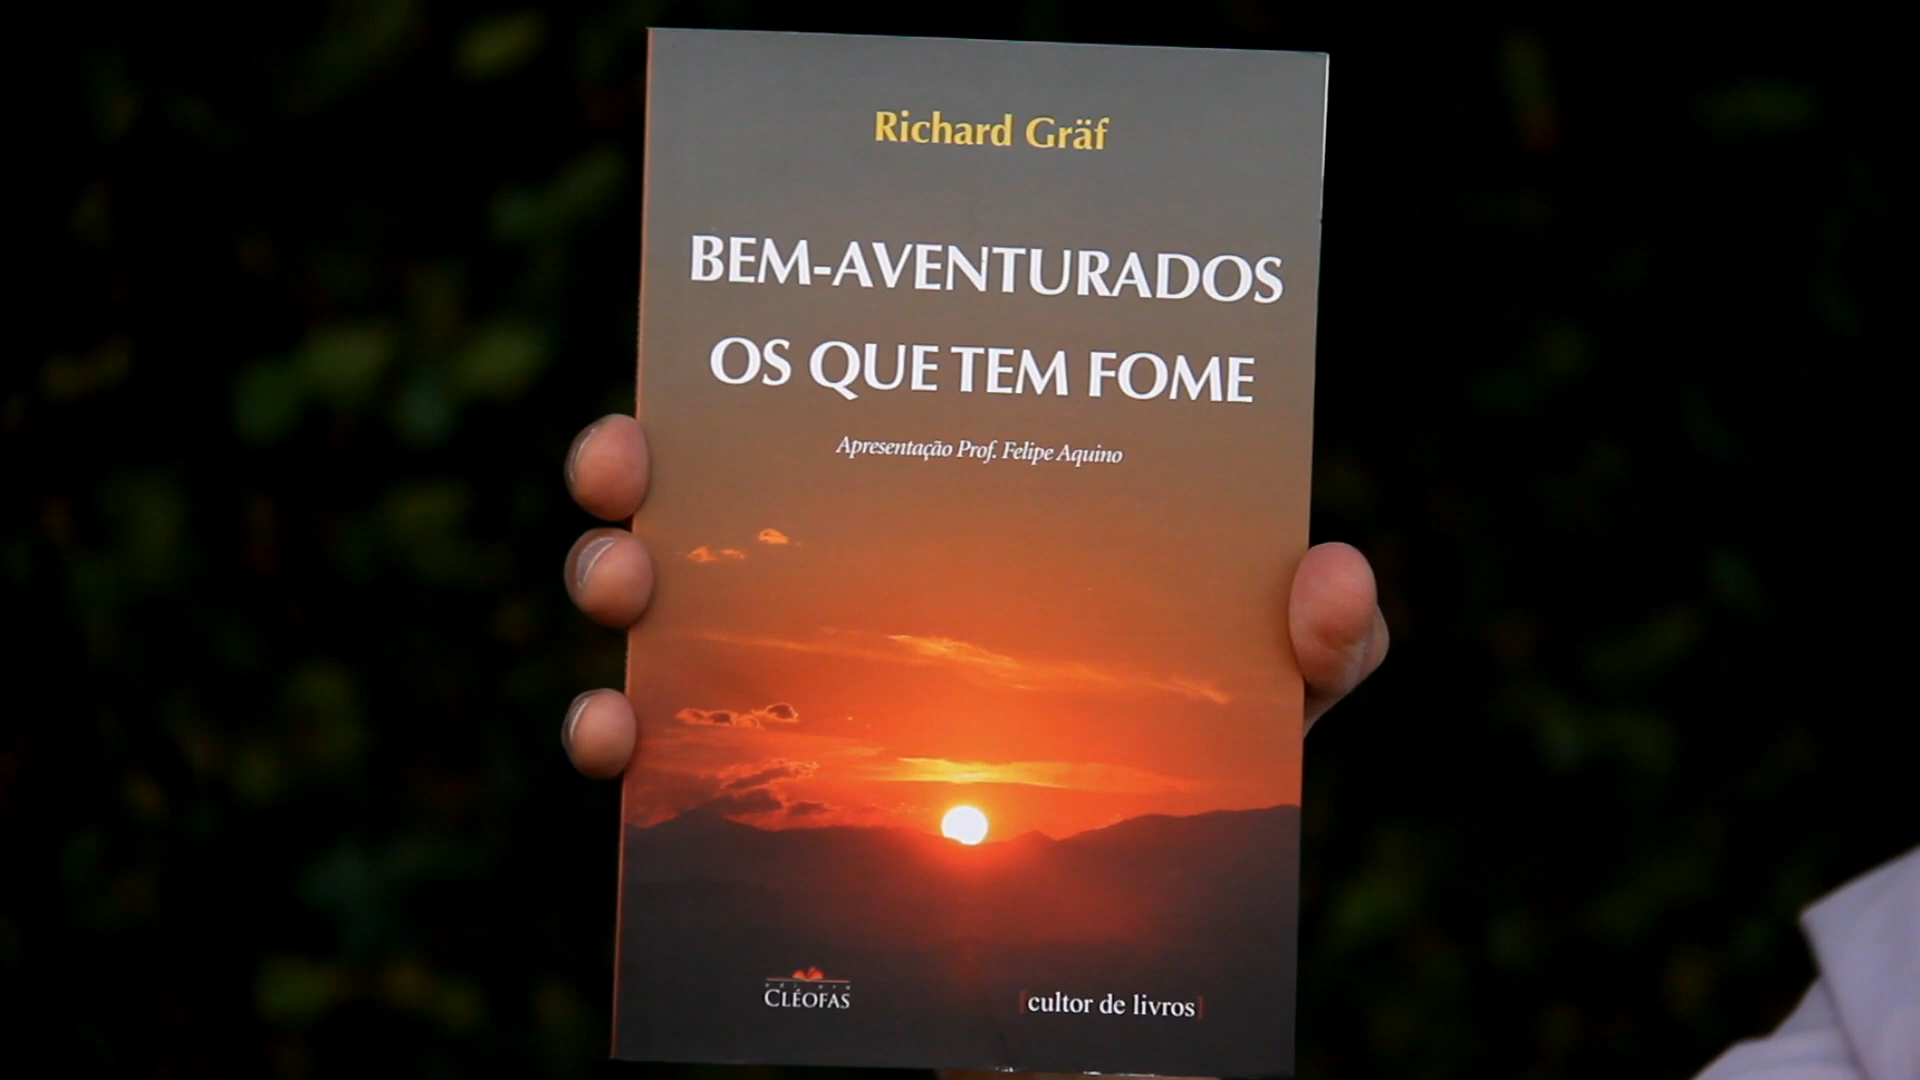 Richard Gräf
BEM-AVENTURADOS
OS QUE TEM FOME
Apresentação Prof. Felipe Aquino
CLÉOFAS
[cultor de livros]